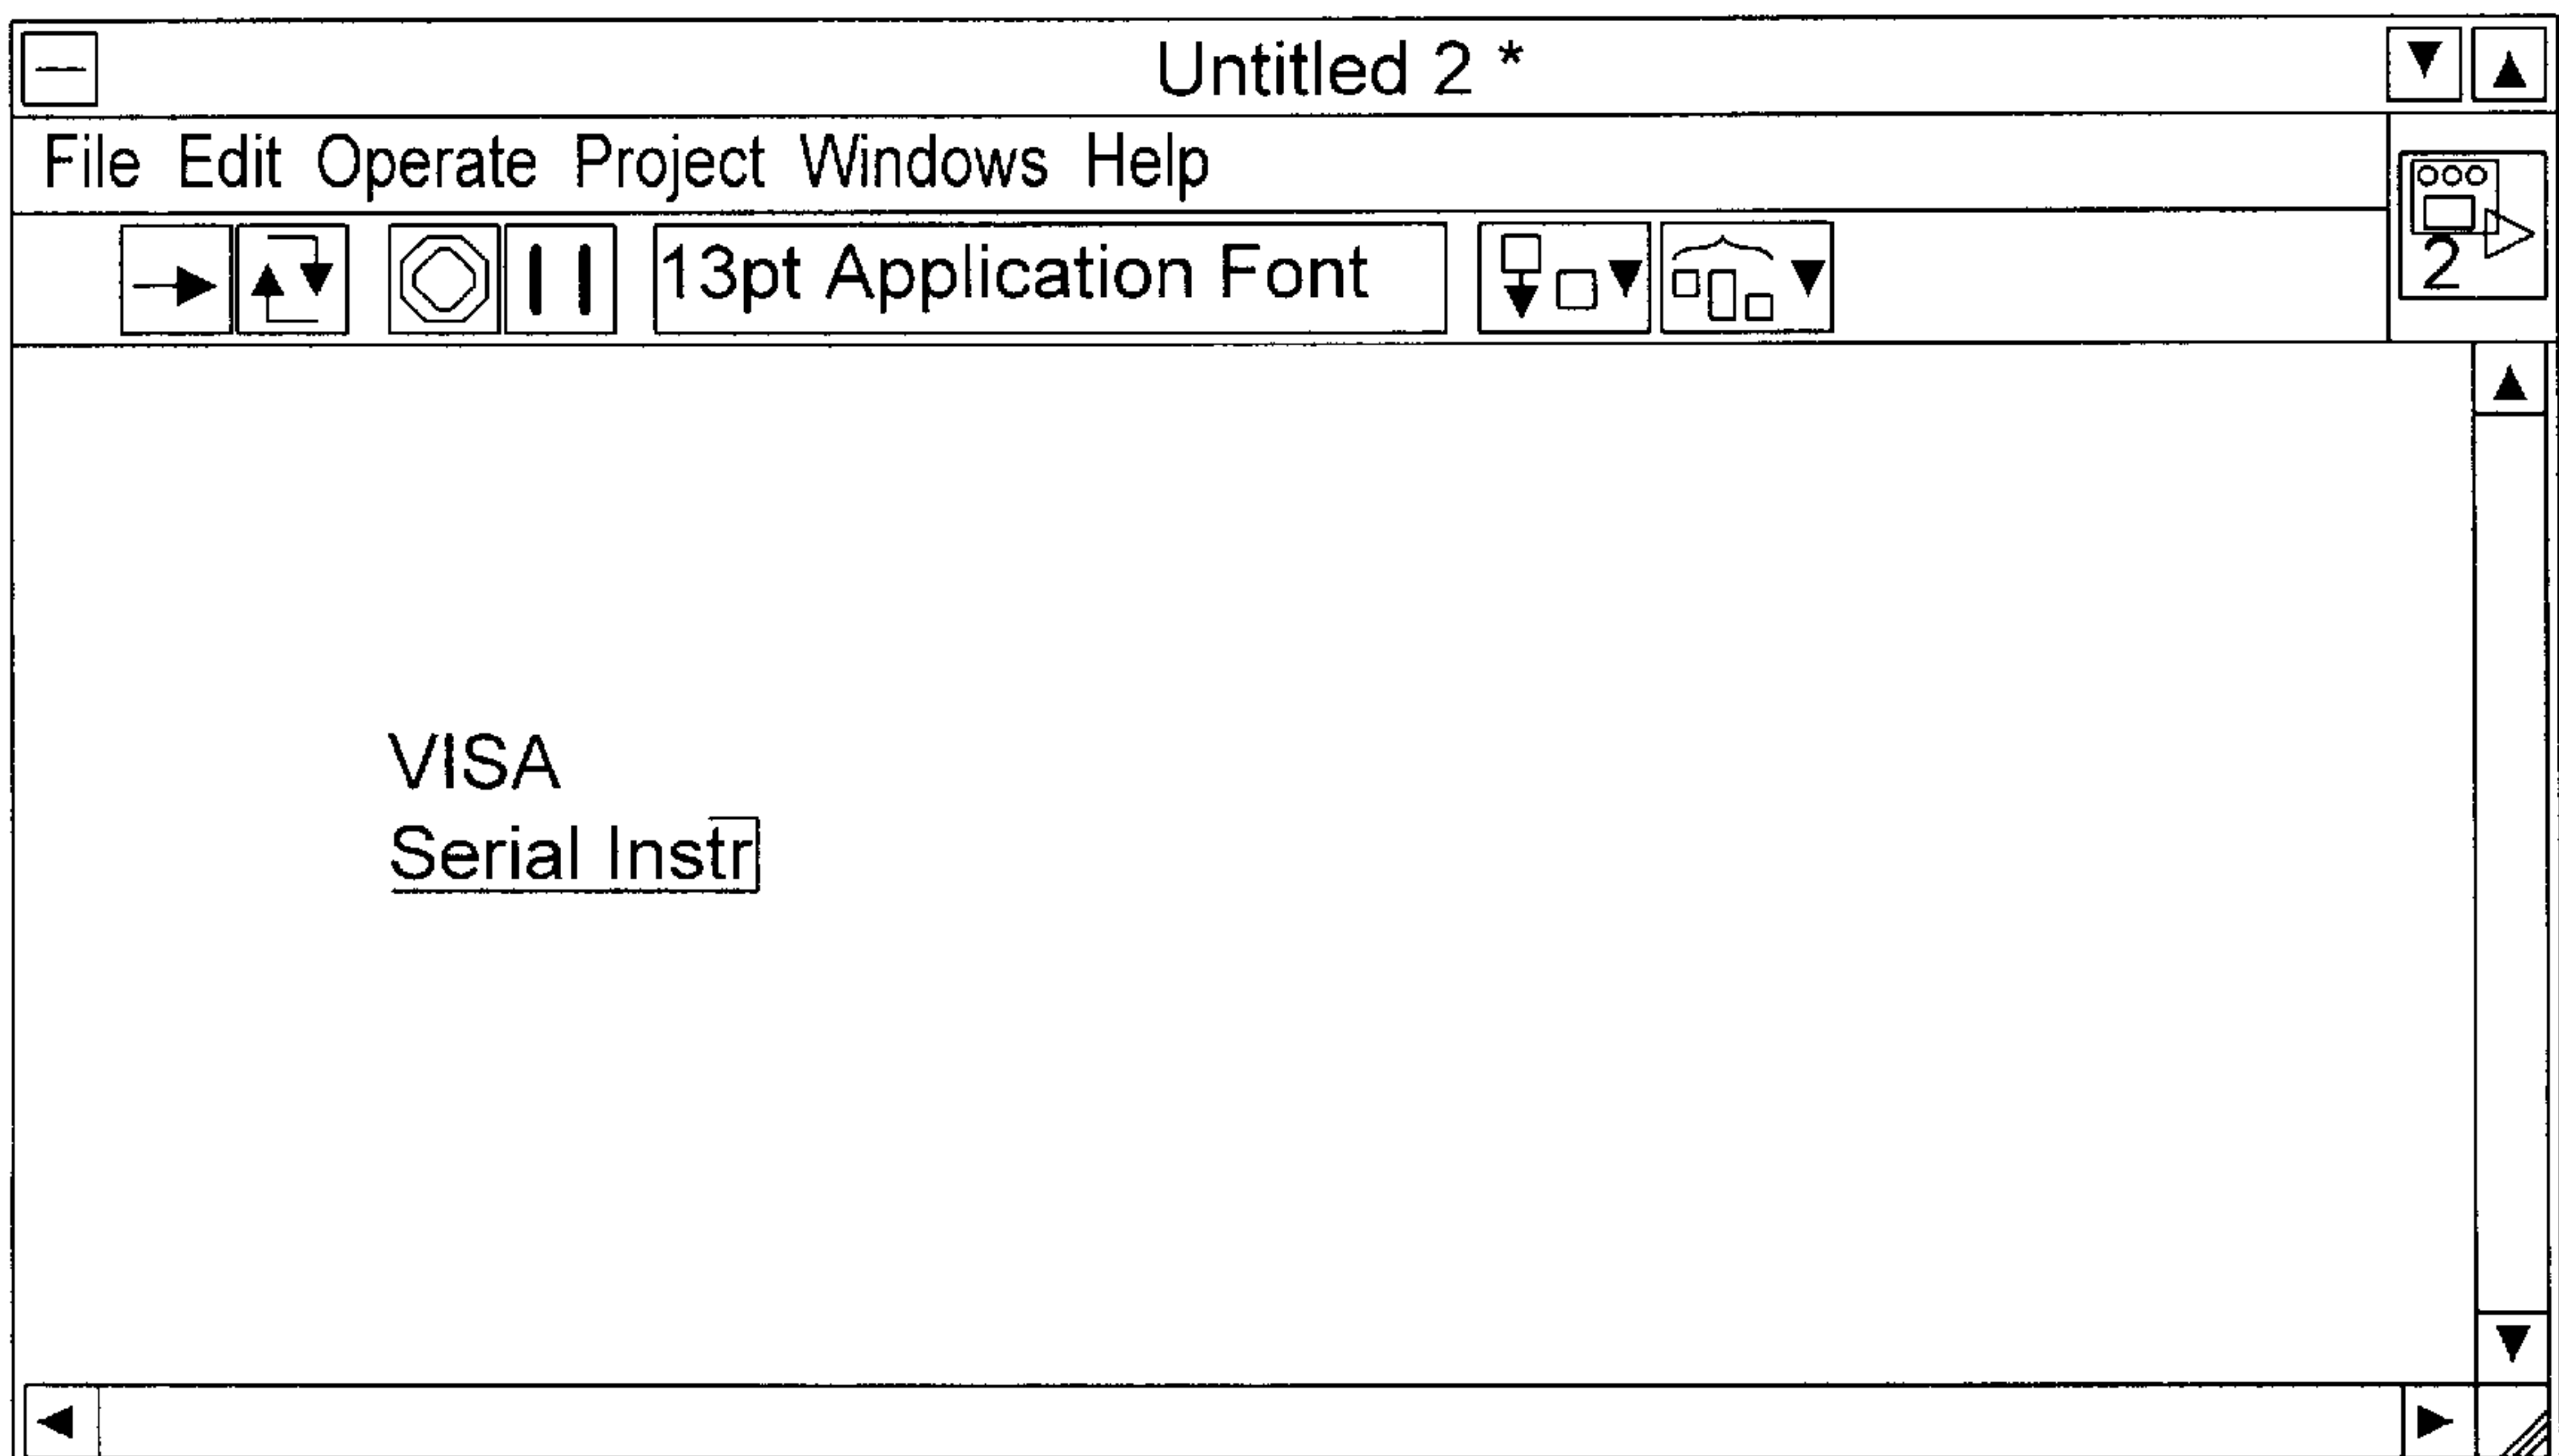 Untitled 2 *
File Edit Operate Project Windows Help
13pt Application Font
2
VISA
Serial Instr